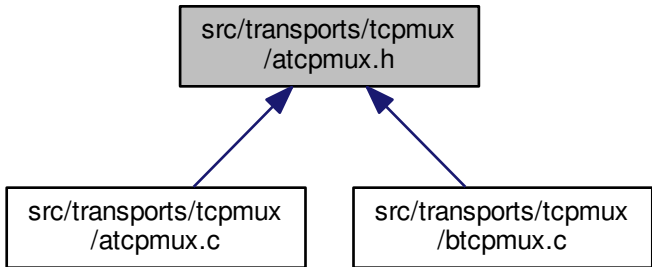 src/transports/tcpmux
/atcpmux.h
src/transports/tcpmux
/atcpmux.c
src/transports/tcpmux
/btcpmux.c